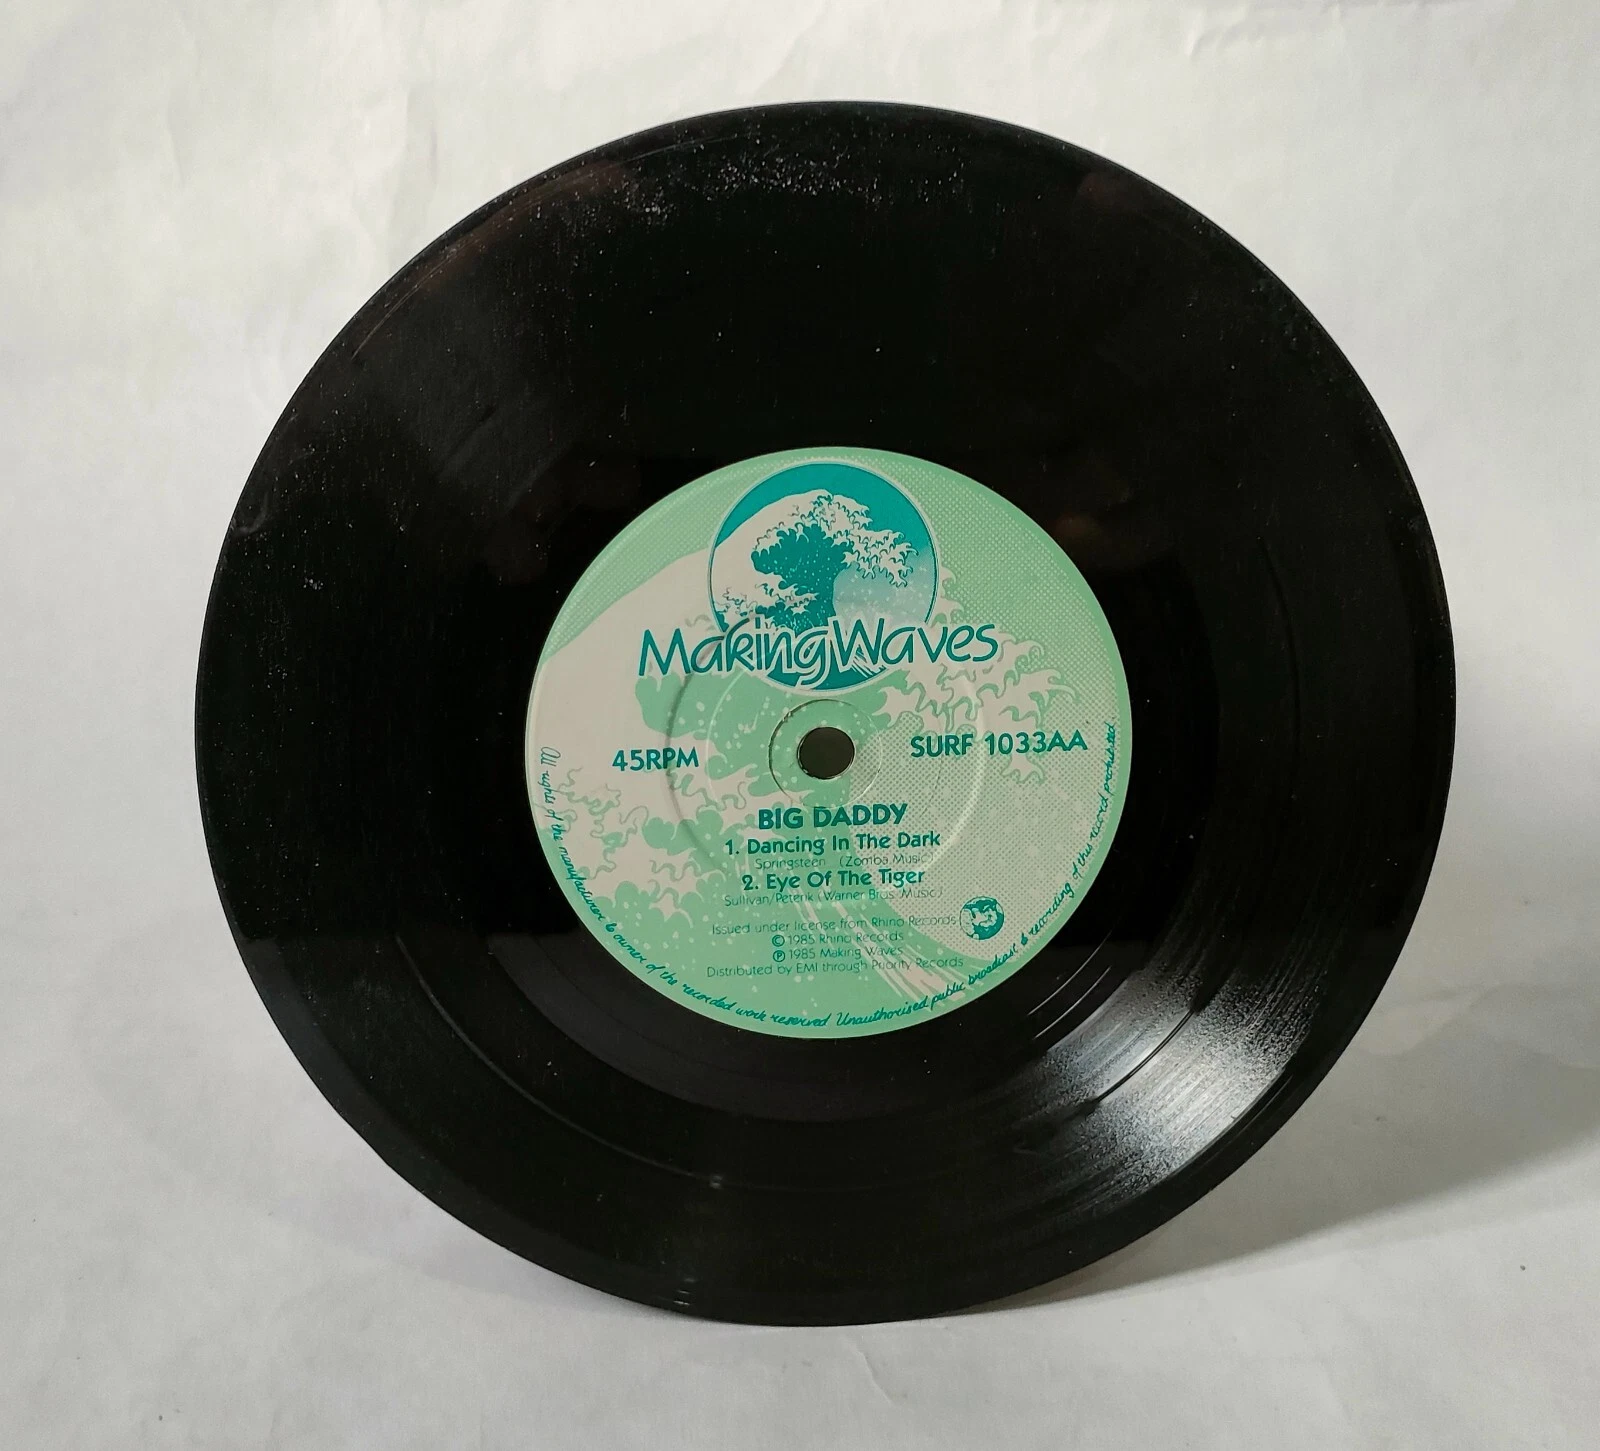 Making Waves
45RPM
SURF 1033AA
BIG DADDY
1. Dancing In The Dark
Springsteen (Zomba Music)
2. Eye Of The Tiger
Sullivan/Peterik (Warner Bros. Music)
Issued under license from Rhino Records
© 1985 Rhino Records
℗ 1985 Making Waves
Distributed by EMI through Priority Records
All rights of the manufacturer & owner of the recorded work reserved Unauthorised public broadcast & recording of this record prohibited